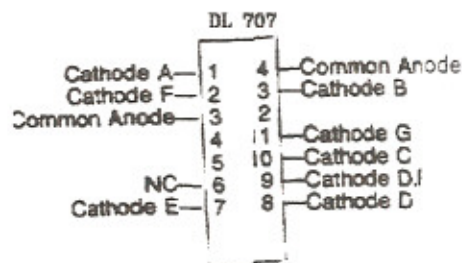 DL 707
Cathode A 1 4 Common Anode
Cathode F 2 3 Cathode B
Common Anode 3 2
4 11 Cathode G
5 10 Cathode C
NC 6 9 Cathode D.
Cathode E 7 8 Cathode D